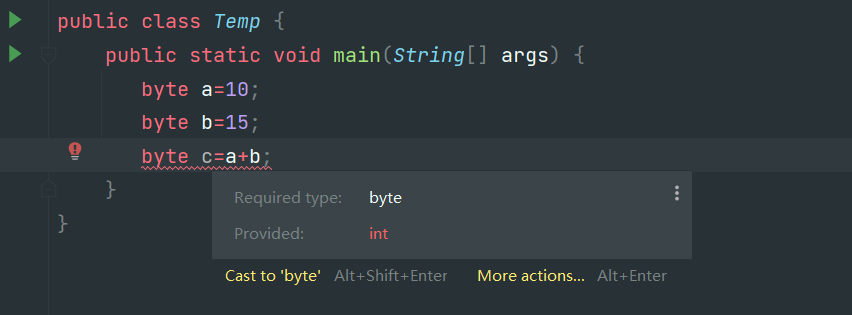 public class Temp {
public static void main(String[] args) {
byte a=10;
byte b=15;
byte c=a+b;
}
}
Required type: byte
Provided: int
Cast to 'byte' Alt+Shift+Enter More actions... Alt+Enter